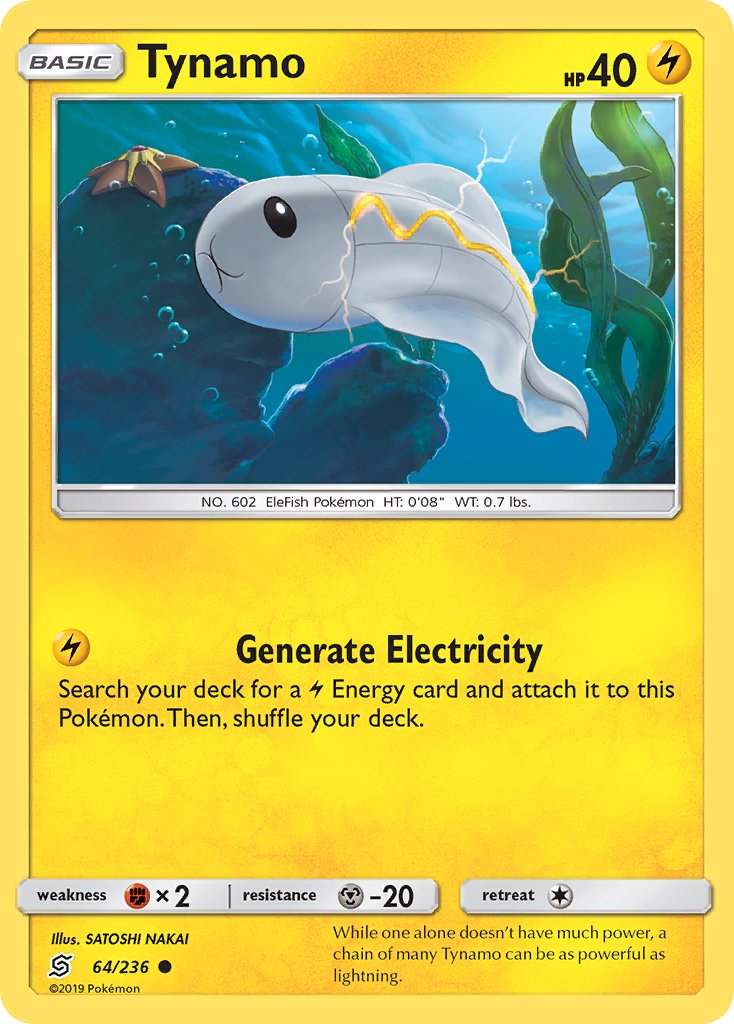 BASIC Tynamo HP 40
NO. 602 EleFish Pokémon HT: 0'08" WT: 0.7 lbs.
Generate Electricity
Search your deck for a Energy card and attach it to this
Pokémon. Then, shuffle your deck.
weakness × 2 resistance –20 retreat
Illus. SATOSHI NAKAI
64/236
©2019 Pokémon
While one alone doesn't have much power, a
chain of many Tynamo can be as powerful as
lightning.